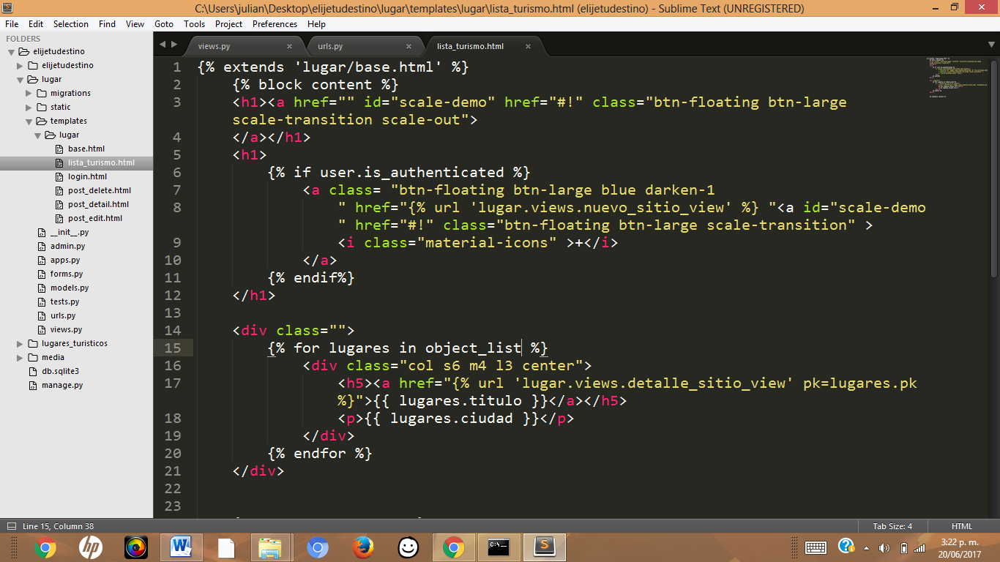 C:\Users\julian\Desktop\elijetudestino\lugar\templates\lugar\lista_turismo.html (elijetudestino) - Sublime Text (UNREGISTERED)
File Edit Selection Find View Goto Tools Project Preferences Help
FOLDERS
elijetudestino
elijetudestino
lugar
migrations
static
templates
lugar
base.html
lista_turismo.html
login.html
post_delete.html
post_detail.html
post_edit.html
__init__.py
admin.py
apps.py
forms.py
models.py
tests.py
urls.py
views.py
lugares_turisticos
media
db.sqlite3
manage.py
views.py × urls.py × lista_turismo.html ×
1 {% extends 'lugar/base.html' %}
2 {% block content %}
3 <h1><a href="" id="scale-demo" href="#!" class="btn-floating btn-large
scale-transition scale-out">
4 </a></h1>
5 <h1>
6 {% if user.is_authenticated %}
7 <a class= "btn-floating btn-large blue darken-1
8 " href="{% url 'lugar.views.nuevo_sitio_view' %} "<a id="scale-demo
" href="#!" class="btn-floating btn-large scale-transition" >
9 <i class="material-icons" >+</i>
10 </a>
11 {% endif%}
12 </h1>
13
14 <div class="">
15 {% for lugares in object_list %}
16 <div class="col s6 m4 l3 center">
17 <h5><a href="{% url 'lugar.views.detalle_sitio_view' pk=lugares.pk
%}">{{ lugares.titulo }}</a></h5>
18 <p>{{ lugares.ciudad }}</p>
19 </div>
20 {% endfor %}
21 </div>
22
23
Line 15, Column 38
Tab Size: 4
HTML
hp
W
C:\_
S
3:22 p. m.
20/06/2017